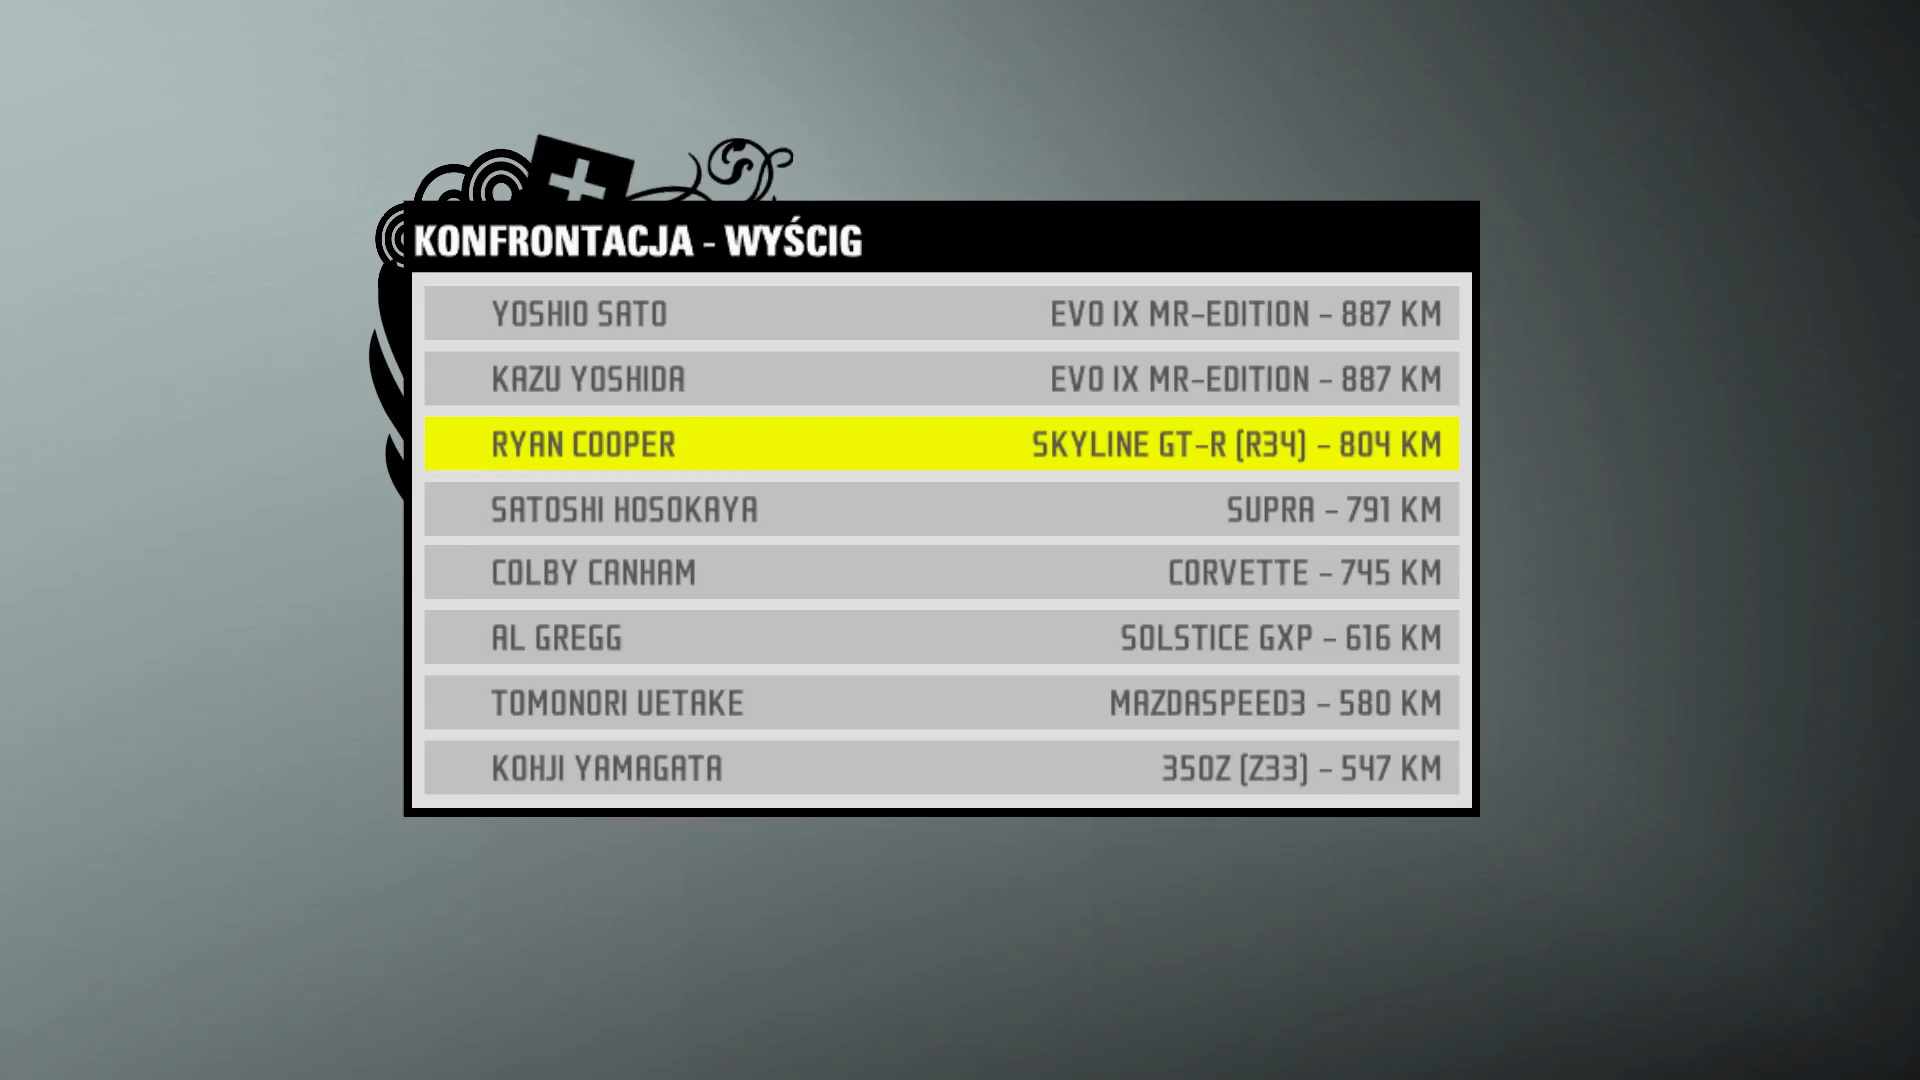 KONFRONTACJA - WYŚCIG
YOSHIO SATO EVO IX MR-EDITION - 887 KM
KAZU YOSHIDA EVO IX MR-EDITION - 887 KM
RYAN COOPER SKYLINE GT-R (R34) - 804 KM
SATOSHI HOSOKAYA SUPRA - 791 KM
COLBY CANHAM CORVETTE - 745 KM
AL GREGG SOLSTICE GXP - 616 KM
TOMONORI UETAKE MAZDASPEED3 - 580 KM
KOHJI YAMAGATA 350Z (Z33) - 547 KM